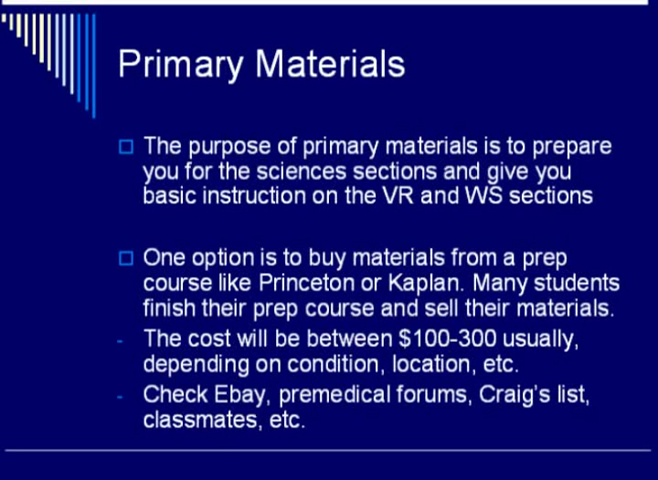 Primary Materials
The purpose of primary materials is to prepare
you for the sciences sections and give you
basic instruction on the VR and WS sections
One option is to buy materials from a prep
course like Princeton or Kaplan. Many students
finish their prep course and sell their materials.
- The cost will be between $100-300 usually,
depending on condition, location, etc.
- Check Ebay, premedical forums, Craig's list,
classmates, etc.